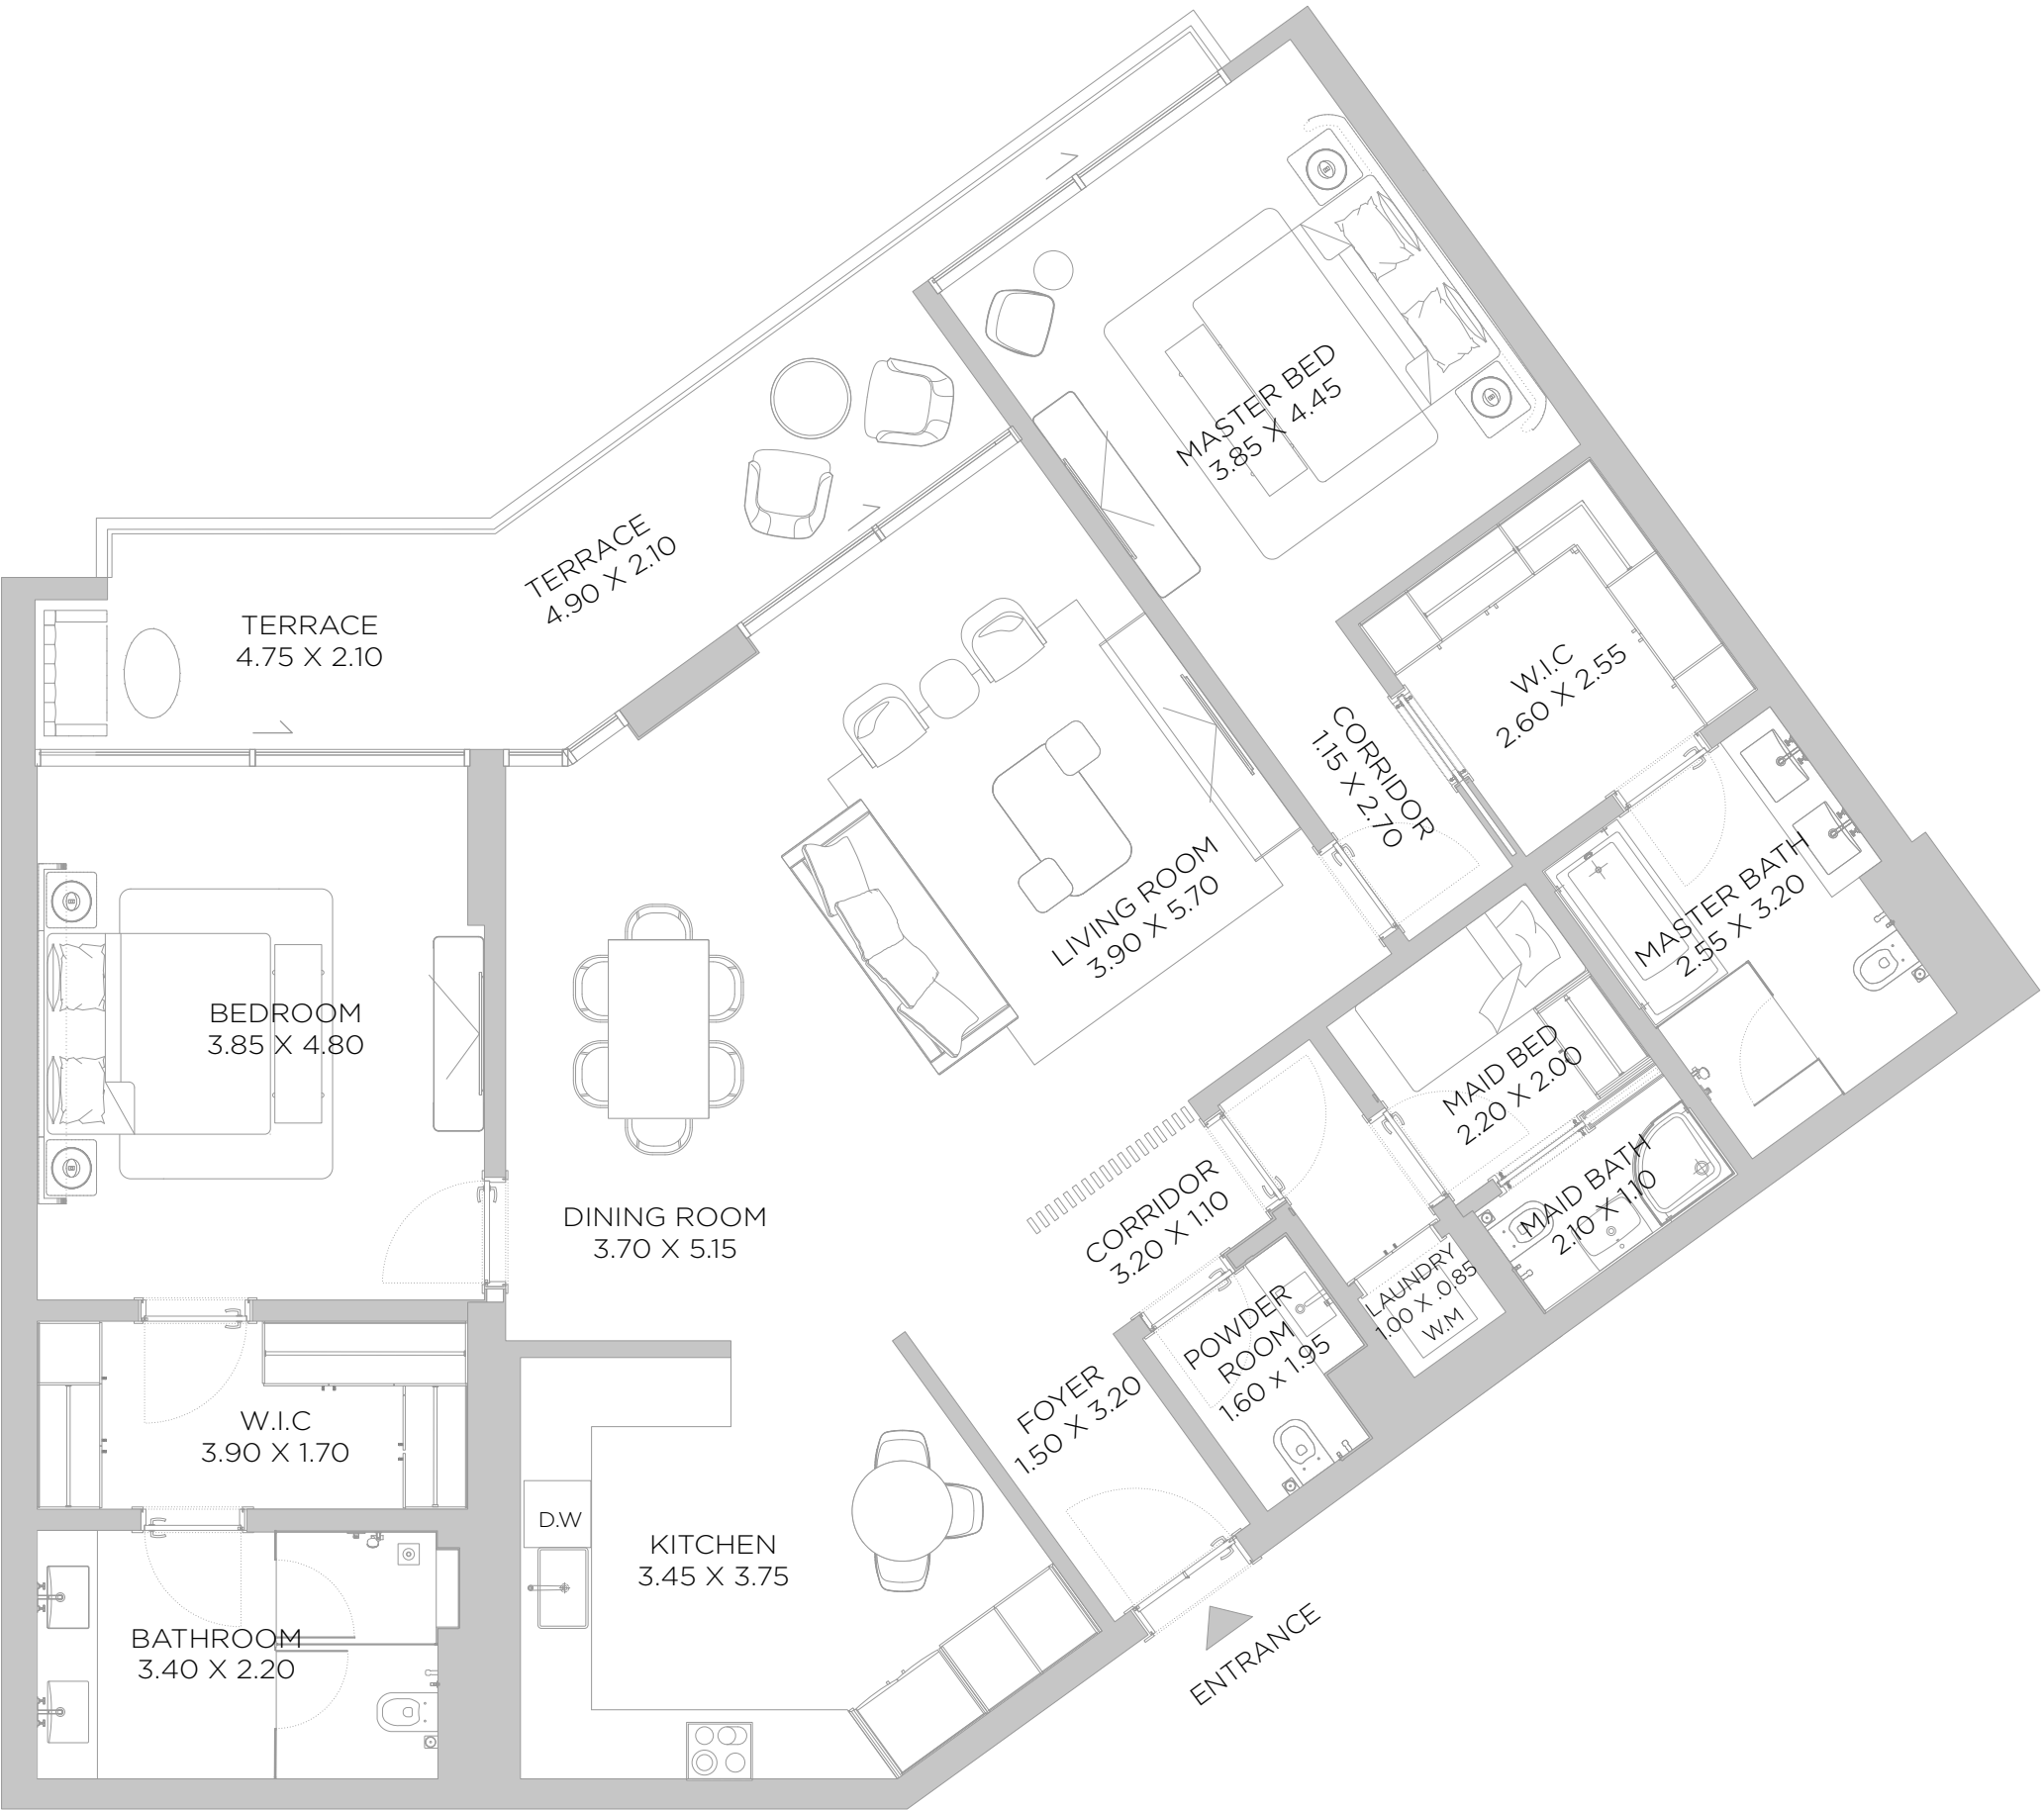 MASTER BED
3.85 X 4.45
TERRACE
4.90 X 2.10
TERRACE
4.75 X 2.10
W.I.C
2.60 X 2.55
CORRIDOR
1.15 X 2.70
LIVING ROOM
3.90 X 5.70
MASTER BATH
2.55 X 3.20
BEDROOM
3.85 X 4.80
MAID BED
2.20 X 2.00
MAID BATH
2.10 X 1.10
DINING ROOM
3.70 X 5.15
CORRIDOR
3.20 X 1.10
LAUNDRY
1.00 X .0.85
W.M
POWDER
ROOM
1.60 x 1.95
FOYER
1.50 X 3.20
W.I.C
3.90 X 1.70
D.W
KITCHEN
3.45 X 3.75
BATHROOM
3.40 X 2.20
ENTRANCE